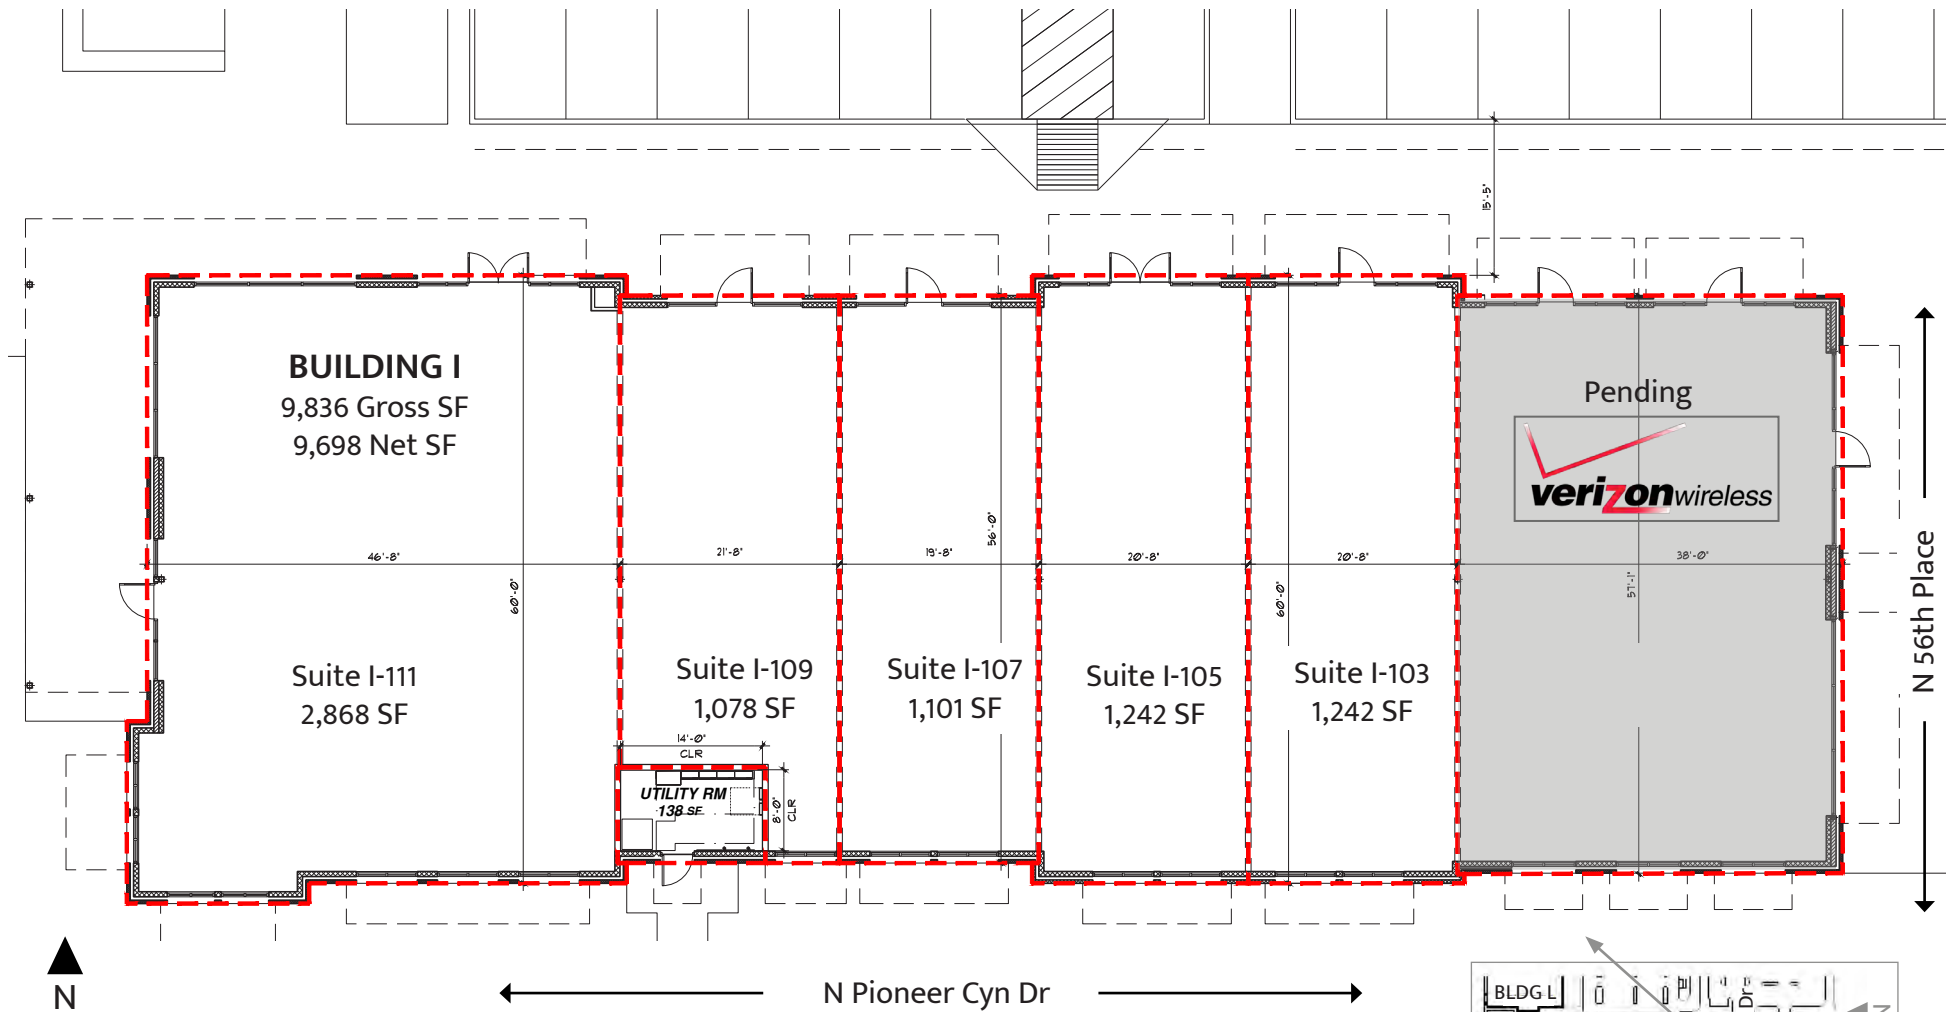 15'-5"
BUILDING I
9,836 Gross SF
9,698 Net SF
Pending
verizonwireless
46'-8"
21'-8"
19'-8"
20'-8"
20'-8"
38'-0"
60'-0"
56'-0"
60'-0"
57'-1"
Suite I-111
2,868 SF
Suite I-109
1,078 SF
Suite I-107
1,101 SF
Suite I-105
1,242 SF
Suite I-103
1,242 SF
14'-0"
CLR
UTILITY RM
138 SF
8'-0"
CLR
N 56th Place
N
N Pioneer Cyn Dr
BLDG L
Dr
N